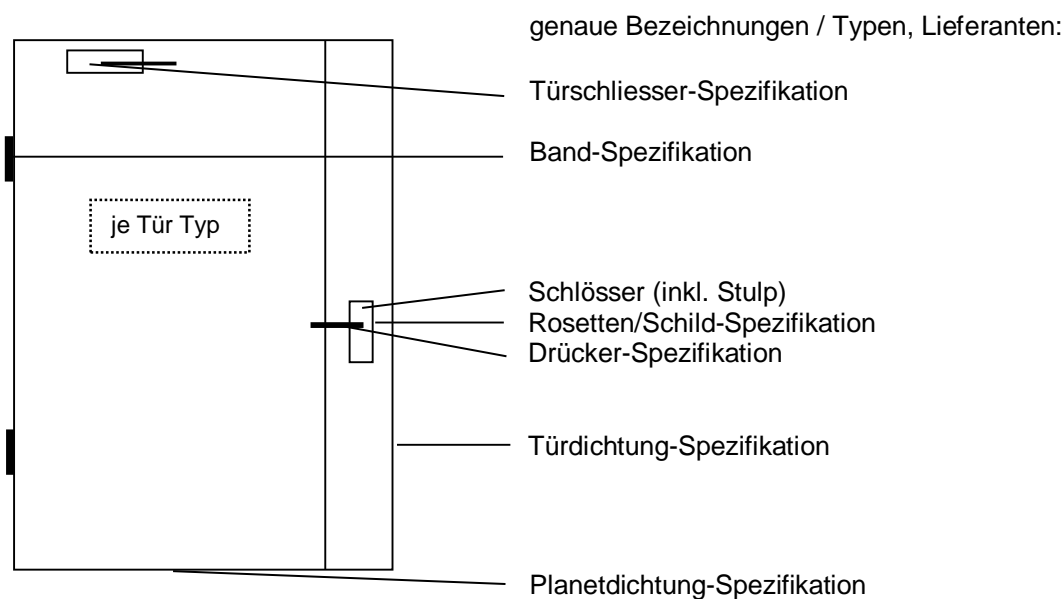 genaue Bezeichnungen / Typen, Lieferanten:
Türschliesser-Spezifikation
Band-Spezifikation
je Tür Typ
Schlösser (inkl. Stulp)
Rosetten/Schild-Spezifikation
Drücker-Spezifikation
Türdichtung-Spezifikation
Planetdichtung-Spezifikation